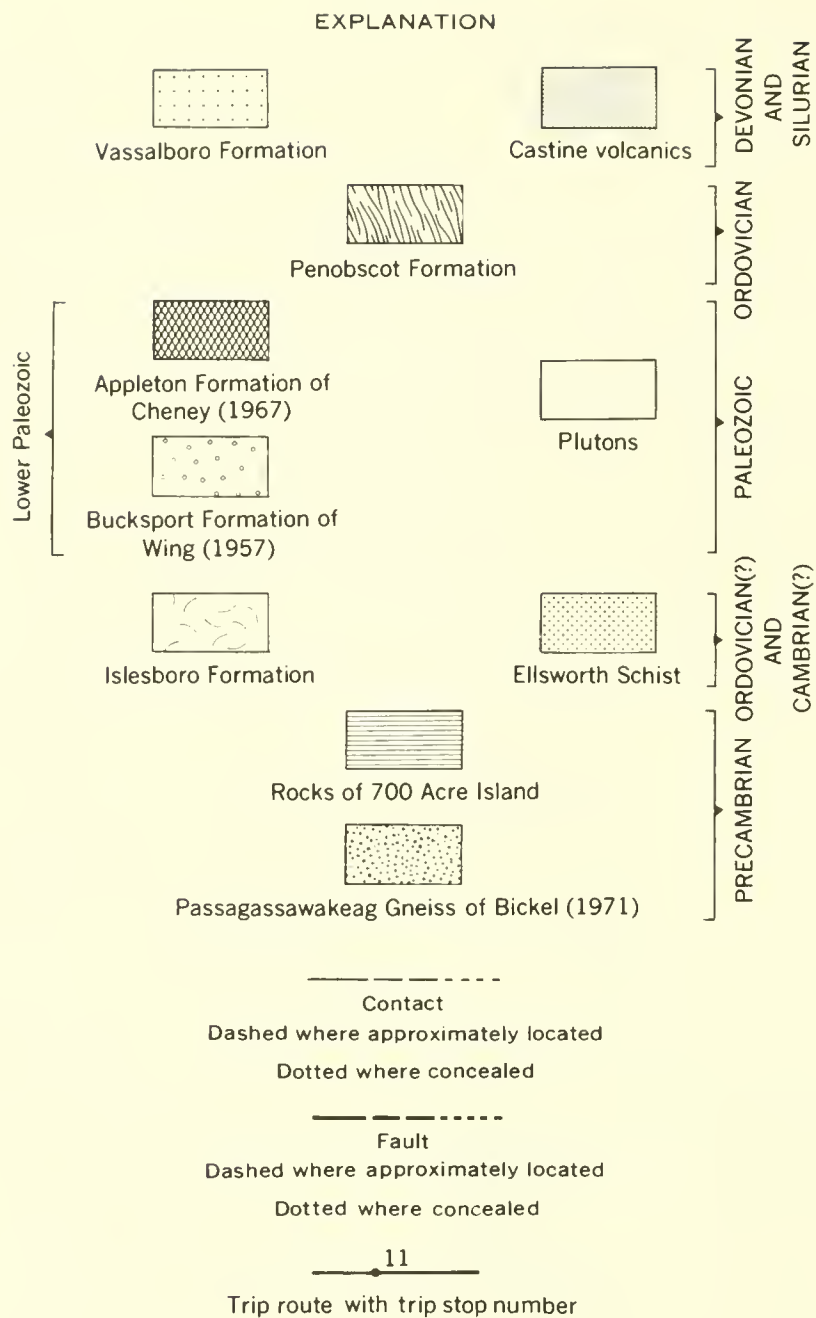 EXPLANATION
Vassalboro Formation
Castine volcanics
DEVONIAN
AND
SILURIAN
Penobscot Formation
ORDOVICIAN
Lower Paleozoic
Appleton Formation of
Cheney (1967)
Plutons
Bucksport Formation of
Wing (1957)
PALEOZOIC
Islesboro Formation
Ellsworth Schist
ORDOVICIAN(?)
AND
CAMBRIAN(?)
Rocks of 700 Acre Island
Passagassawakeag Gneiss of Bickel (1971)
PRECAMBRIAN
Contact
Dashed where approximately located
Dotted where concealed
Fault
Dashed where approximately located
Dotted where concealed
11
Trip route with trip stop number